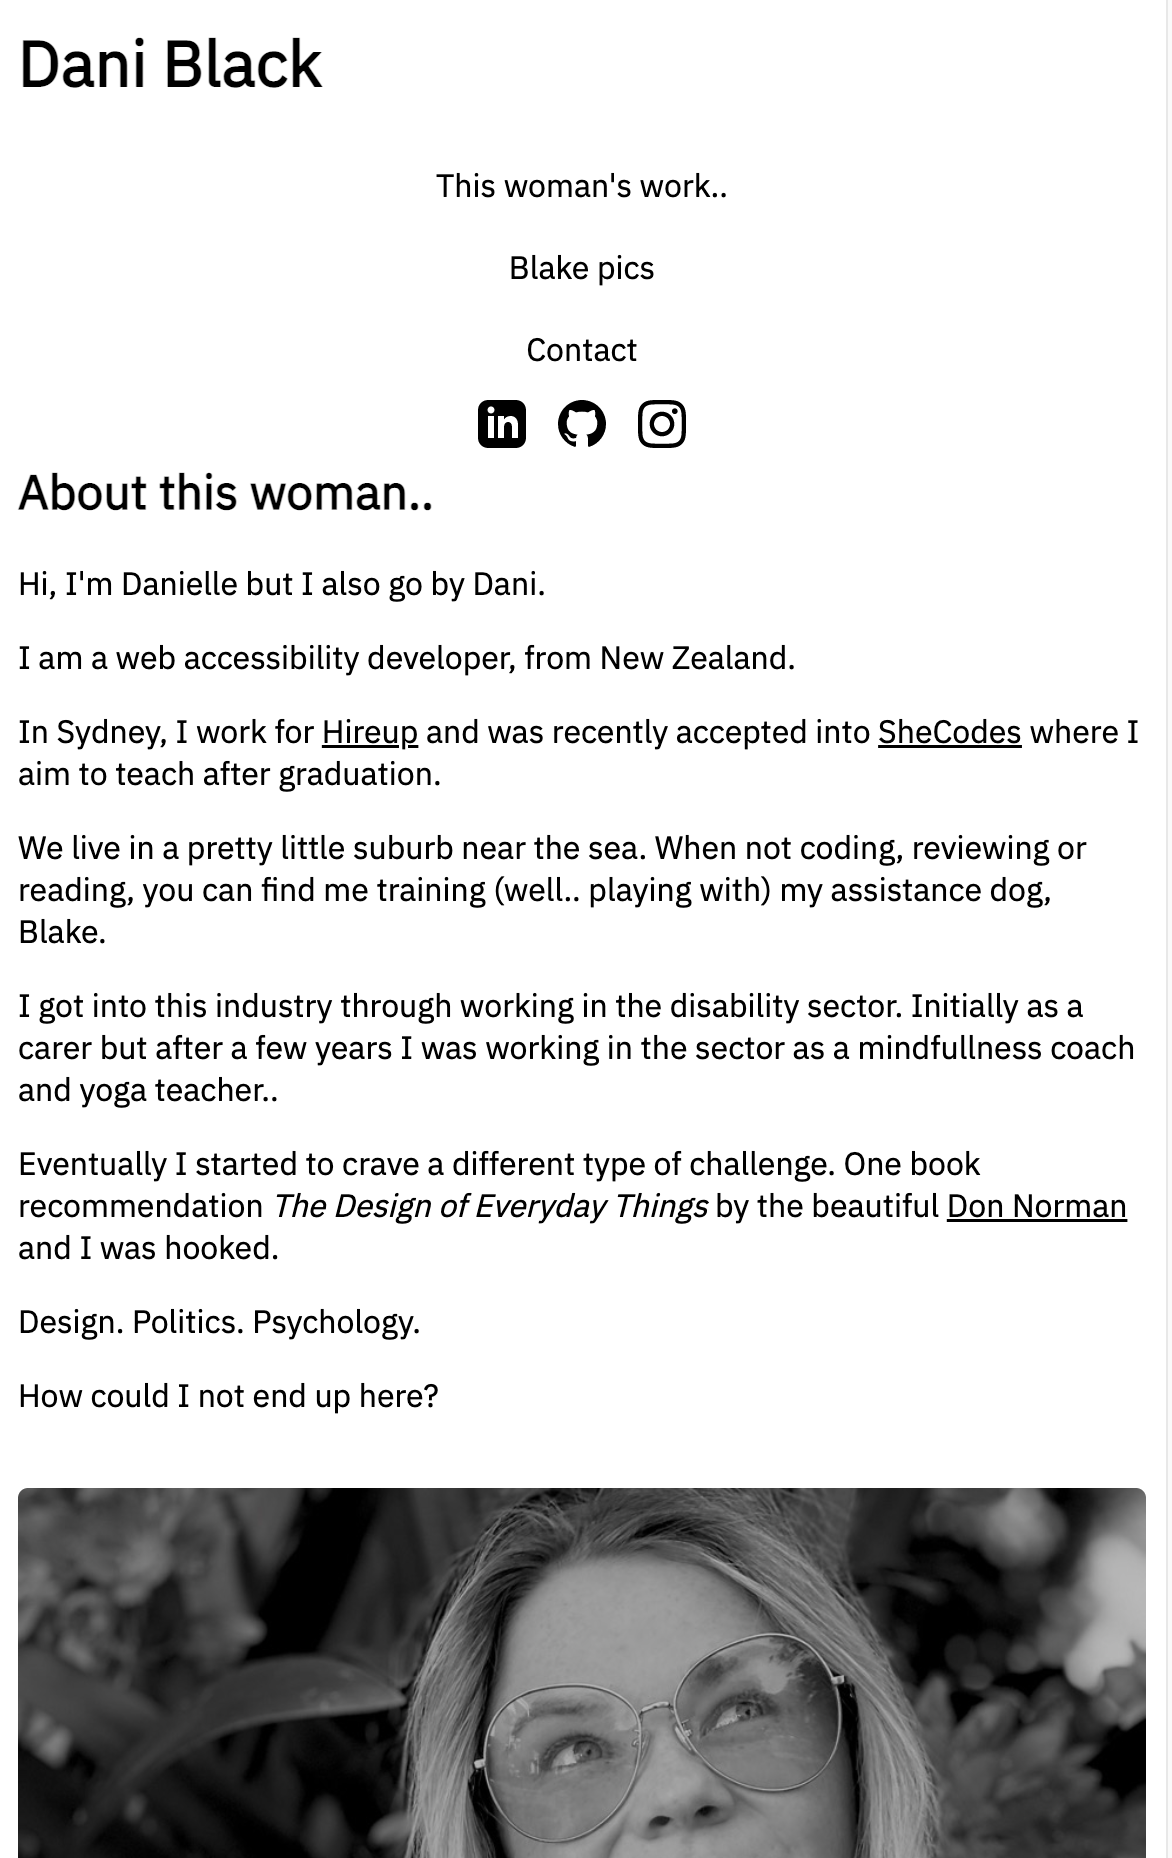 Dani Black
This woman's work..
Blake pics
Contact
in
About this woman..
Hi, I'm Danielle but I also go by Dani.
I am a web accessibility developer, from New Zealand.
In Sydney, I work for Hireup and was recently accepted into SheCodes where I
aim to teach after graduation.
We live in a pretty little suburb near the sea. When not coding, reviewing or
reading, you can find me training (well.. playing with) my assistance dog,
Blake.
I got into this industry through working in the disability sector. Initially as a
carer but after a few years I was working in the sector as a mindfullness coach
and yoga teacher..
Eventually I started to crave a different type of challenge. One book
recommendation The Design of Everyday Things by the beautiful Don Norman
and I was hooked.
Design. Politics. Psychology.
How could I not end up here?